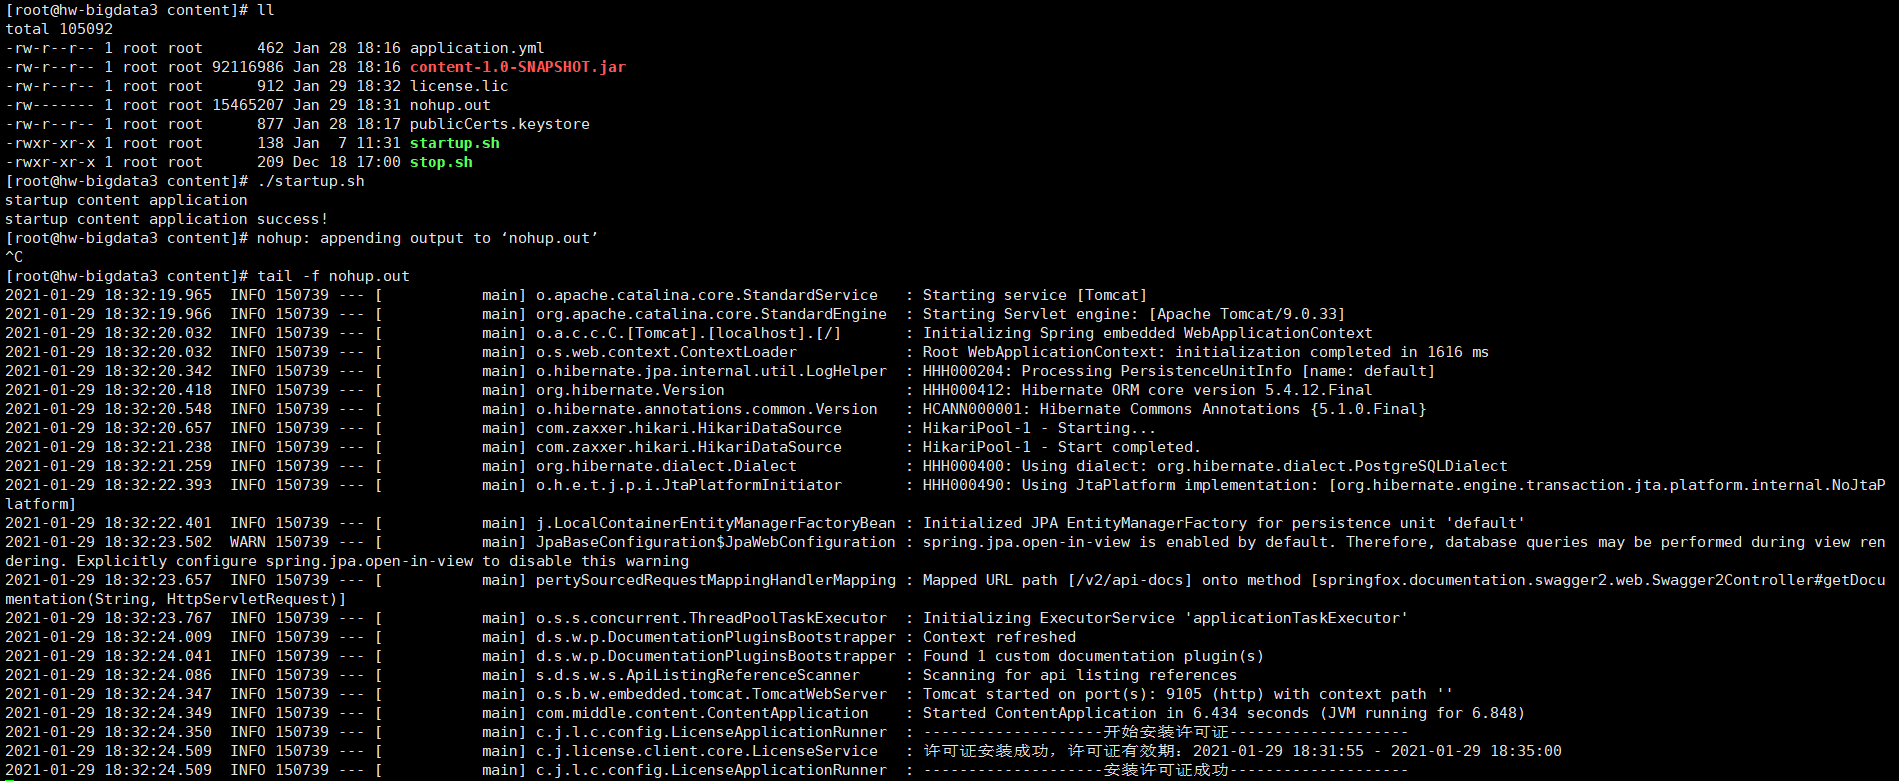 [root@hw-bigdata3 content]# ll
total 105092
-rw-r--r-- 1 root root      462 Jan 28 18:16 application.yml
-rw-r--r-- 1 root root 92116986 Jan 28 18:16 content-1.0-SNAPSHOT.jar
-rw-r--r-- 1 root root      912 Jan 29 18:32 license.lic
-rw------- 1 root root 15465207 Jan 29 18:31 nohup.out
-rw-r--r-- 1 root root      877 Jan 28 18:17 publicCerts.keystore
-rwxr-xr-x 1 root root      138 Jan  7 11:31 startup.sh
-rwxr-xr-x 1 root root      209 Dec 18 17:00 stop.sh
[root@hw-bigdata3 content]# ./startup.sh
startup content application
startup content application success!
[root@hw-bigdata3 content]# nohup: appending output to ‘nohup.out’
^C
[root@hw-bigdata3 content]# tail -f nohup.out
2021-01-29 18:32:19.965  INFO 150739 --- [           main] o.apache.catalina.core.StandardService   : Starting service [Tomcat]
2021-01-29 18:32:19.966  INFO 150739 --- [           main] org.apache.catalina.core.StandardEngine  : Starting Servlet engine: [Apache Tomcat/9.0.33]
2021-01-29 18:32:20.032  INFO 150739 --- [           main] o.a.c.c.C.[Tomcat].[localhost].[/]       : Initializing Spring embedded WebApplicationContext
2021-01-29 18:32:20.032  INFO 150739 --- [           main] o.s.web.context.ContextLoader            : Root WebApplicationContext: initialization completed in 1616 ms
2021-01-29 18:32:20.342  INFO 150739 --- [           main] o.hibernate.jpa.internal.util.LogHelper  : HHH000204: Processing PersistenceUnitInfo [name: default]
2021-01-29 18:32:20.418  INFO 150739 --- [           main] org.hibernate.Version                    : HHH000412: Hibernate ORM core version 5.4.12.Final
2021-01-29 18:32:20.548  INFO 150739 --- [           main] o.hibernate.annotations.common.Version   : HCANN000001: Hibernate Commons Annotations {5.1.0.Final}
2021-01-29 18:32:20.657  INFO 150739 --- [           main] com.zaxxer.hikari.HikariDataSource       : HikariPool-1 - Starting...
2021-01-29 18:32:21.238  INFO 150739 --- [           main] com.zaxxer.hikari.HikariDataSource       : HikariPool-1 - Start completed.
2021-01-29 18:32:21.259  INFO 150739 --- [           main] org.hibernate.dialect.Dialect            : HHH000400: Using dialect: org.hibernate.dialect.PostgreSQLDialect
2021-01-29 18:32:22.393  INFO 150739 --- [           main] o.h.e.t.j.p.i.JtaPlatformInitiator       : HHH000490: Using JtaPlatform implementation: [org.hibernate.engine.transaction.jta.platform.internal.NoJtaP
latform]
2021-01-29 18:32:22.401  INFO 150739 --- [           main] j.LocalContainerEntityManagerFactoryBean : Initialized JPA EntityManagerFactory for persistence unit 'default'
2021-01-29 18:32:23.502  WARN 150739 --- [           main] JpaBaseConfiguration$JpaWebConfiguration : spring.jpa.open-in-view is enabled by default. Therefore, database queries may be performed during view ren
dering. Explicitly configure spring.jpa.open-in-view to disable this warning
2021-01-29 18:32:23.657  INFO 150739 --- [           main] pertySourcedRequestMappingHandlerMapping : Mapped URL path [/v2/api-docs] onto method [springfox.documentation.swagger2.web.Swagger2Controller#getDocu
mentation(String, HttpServletRequest)]
2021-01-29 18:32:23.767  INFO 150739 --- [           main] o.s.s.concurrent.ThreadPoolTaskExecutor  : Initializing ExecutorService 'applicationTaskExecutor'
2021-01-29 18:32:24.009  INFO 150739 --- [           main] d.s.w.p.DocumentationPluginsBootstrapper : Context refreshed
2021-01-29 18:32:24.041  INFO 150739 --- [           main] d.s.w.p.DocumentationPluginsBootstrapper : Found 1 custom documentation plugin(s)
2021-01-29 18:32:24.086  INFO 150739 --- [           main] s.d.s.w.s.ApiListingReferenceScanner     : Scanning for api listing references
2021-01-29 18:32:24.347  INFO 150739 --- [           main] o.s.b.w.embedded.tomcat.TomcatWebServer  : Tomcat started on port(s): 9105 (http) with context path ''
2021-01-29 18:32:24.349  INFO 150739 --- [           main] com.middle.content.ContentApplication    : Started ContentApplication in 6.434 seconds (JVM running for 6.848)
2021-01-29 18:32:24.350  INFO 150739 --- [           main] c.j.l.c.config.LicenseApplicationRunner  : --------------------开始安装许可证--------------------
2021-01-29 18:32:24.509  INFO 150739 --- [           main] c.j.license.client.core.LicenseService   : 许可证安装成功，许可证有效期：2021-01-29 18:31:55 - 2021-01-29 18:35:00
2021-01-29 18:32:24.509  INFO 150739 --- [           main] c.j.l.c.config.LicenseApplicationRunner  : --------------------安装许可证成功--------------------